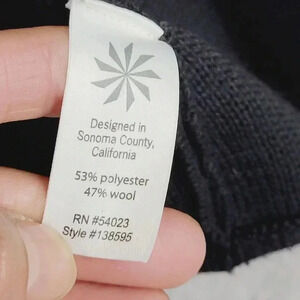 Designed in
Sonoma County,
California
53% polyester
47% wool
RN #54023
Style #138595